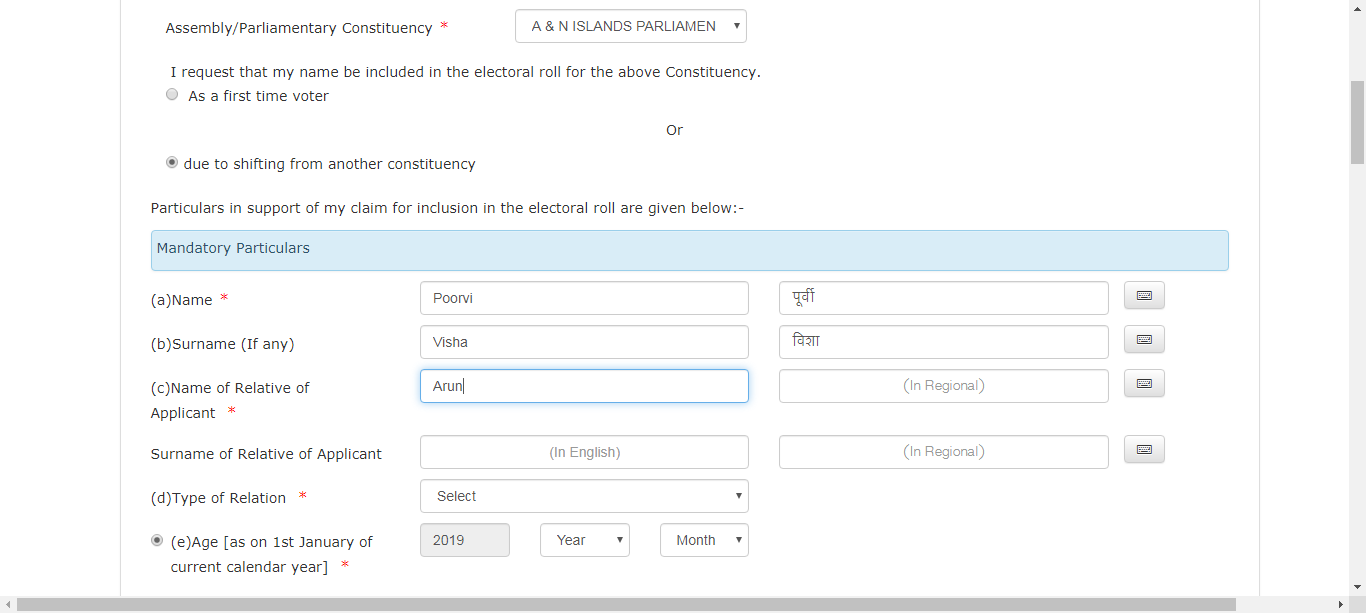 Assembly/Parliamentary Constituency * A & N ISLANDS PARLIAMEN
I request that my name be included in the electoral roll for the above Constituency.
As a first time voter
Or
due to shifting from another constituency
Particulars in support of my claim for inclusion in the electoral roll are given below:-
Mandatory Particulars
(a)Name * Poorvi पूर्वी
(b)Surname (If any) Visha विशा
(c)Name of Relative of
Applicant * Arun (In Regional)
Surname of Relative of Applicant (In English) (In Regional)
(d)Type of Relation * Select
(e)Age [as on 1st January of
current calendar year] * 2019 Year Month